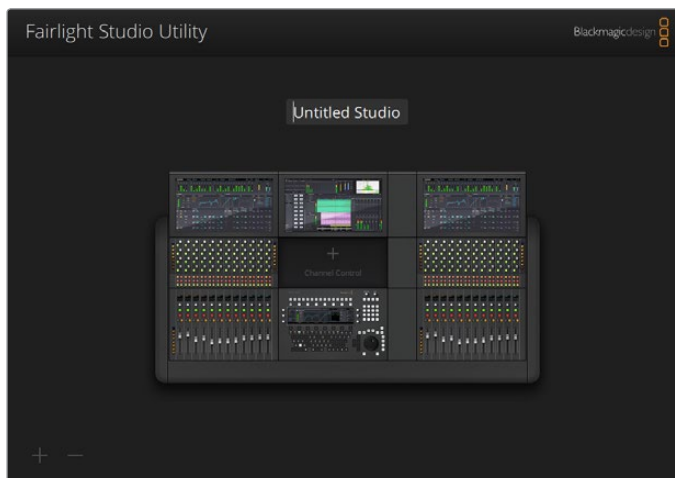 Fairlight Studio Utility
Blackmagicdesign
Untitled Studio
Channel Control